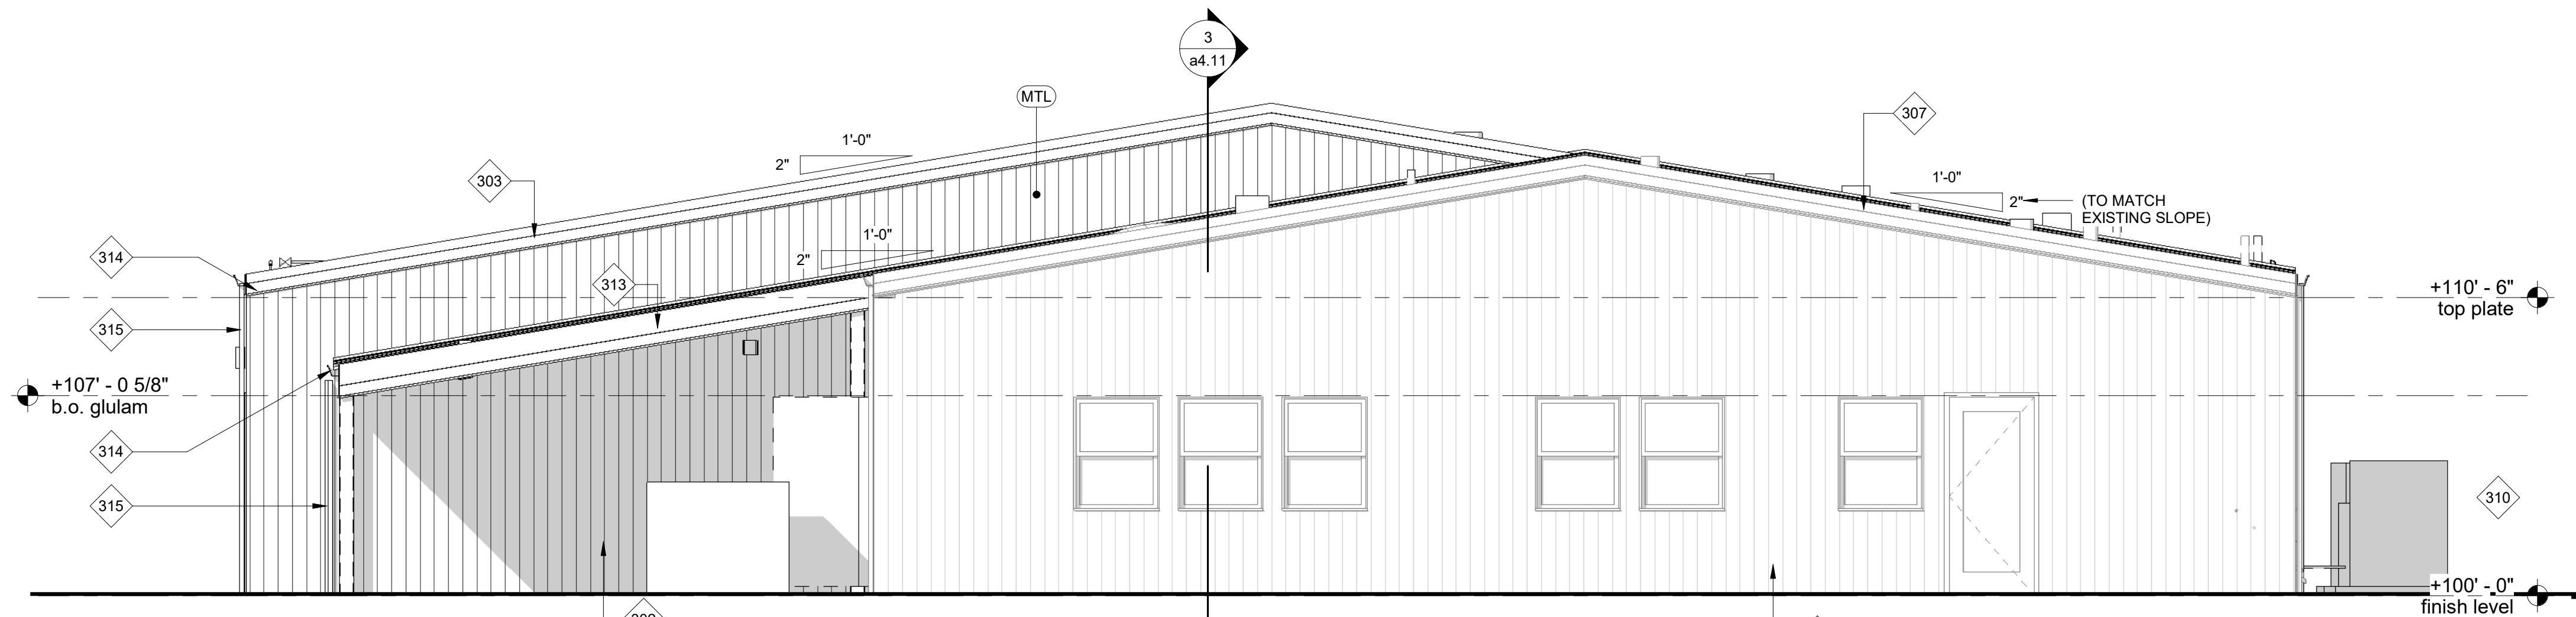 3
a4.11
MTL
307
1'-0"
2"
303
1'-0"
2"
(TO MATCH
EXISTING SLOPE)
1'-0"
2"
314
313
+110' - 6"
top plate
315
+107' - 0 5/8"
b.o. glulam
314
315
310
+100' - 0"
finish level